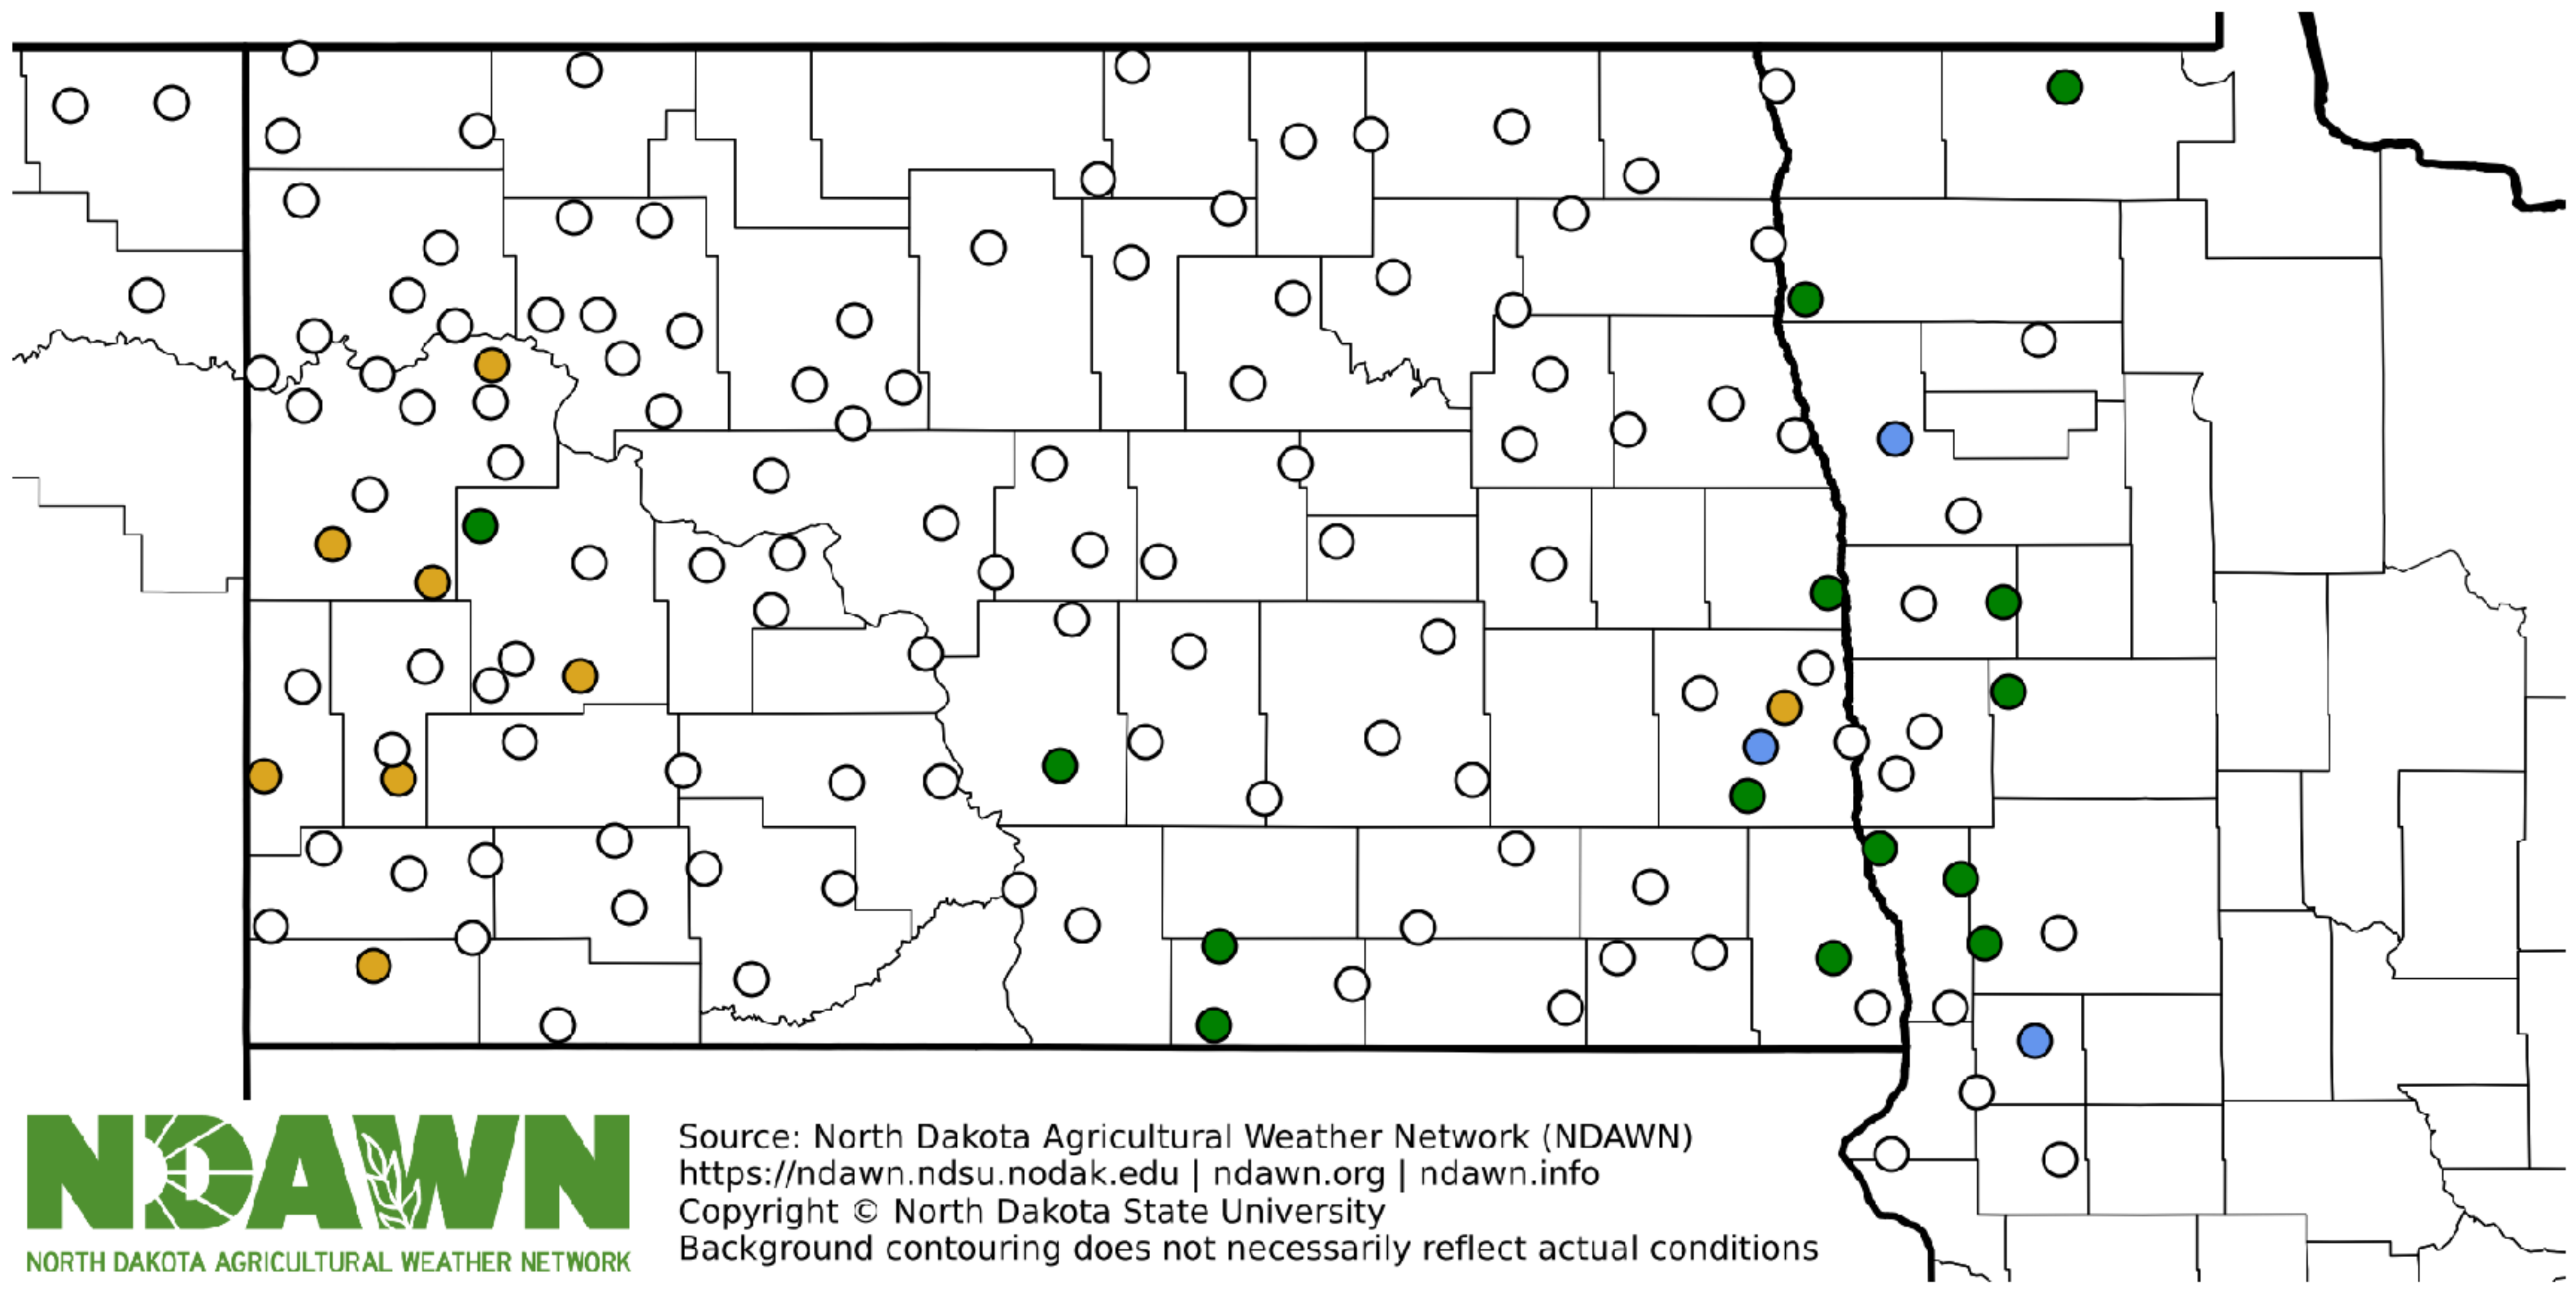 NDAWN
NORTH DAKOTA AGRICULTURAL WEATHER NETWORK
Source: North Dakota Agricultural Weather Network (NDAWN)
https://ndawn.ndsu.nodak.edu | ndawn.org | ndawn.info
Copyright © North Dakota State University
Background contouring does not necessarily reflect actual conditions